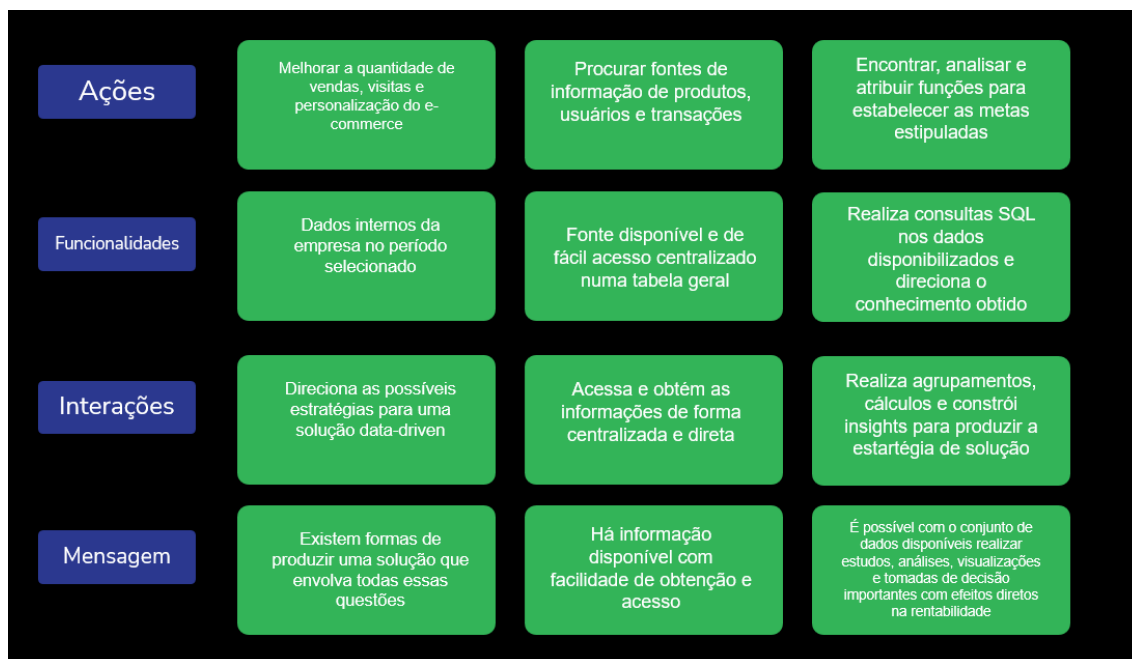 Ações
Melhorar a quantidade de
vendas, visitas e
personalização do e-
commerce
Procurar fontes de
informação de produtos,
usuários e transações
Encontrar, analisar e
atribuir funções para
estabelecer as metas
estipuladas
Funcionalidades
Dados internos da
empresa no período
selecionado
Fonte disponível e de
fácil acesso centralizado
numa tabela geral
Realiza consultas SQL
nos dados
disponibilizados e
direciona o
conhecimento obtido
Interações
Direciona as possíveis
estratégias para uma
solução data-driven
Acessa e obtém as
informações de forma
centralizada e direta
Realiza agrupamentos,
cálculos e constrói
insights para produzir a
estartégia de solução
Mensagem
Existem formas de
produzir uma solução que
envolva todas essas
questões
Há informação
disponível com
facilidade de obtenção e
acesso
É possível com o conjunto de
dados disponíveis realizar
estudos, análises, visualizações
e tomadas de decisão
importantes com efeitos diretos
na rentabilidade